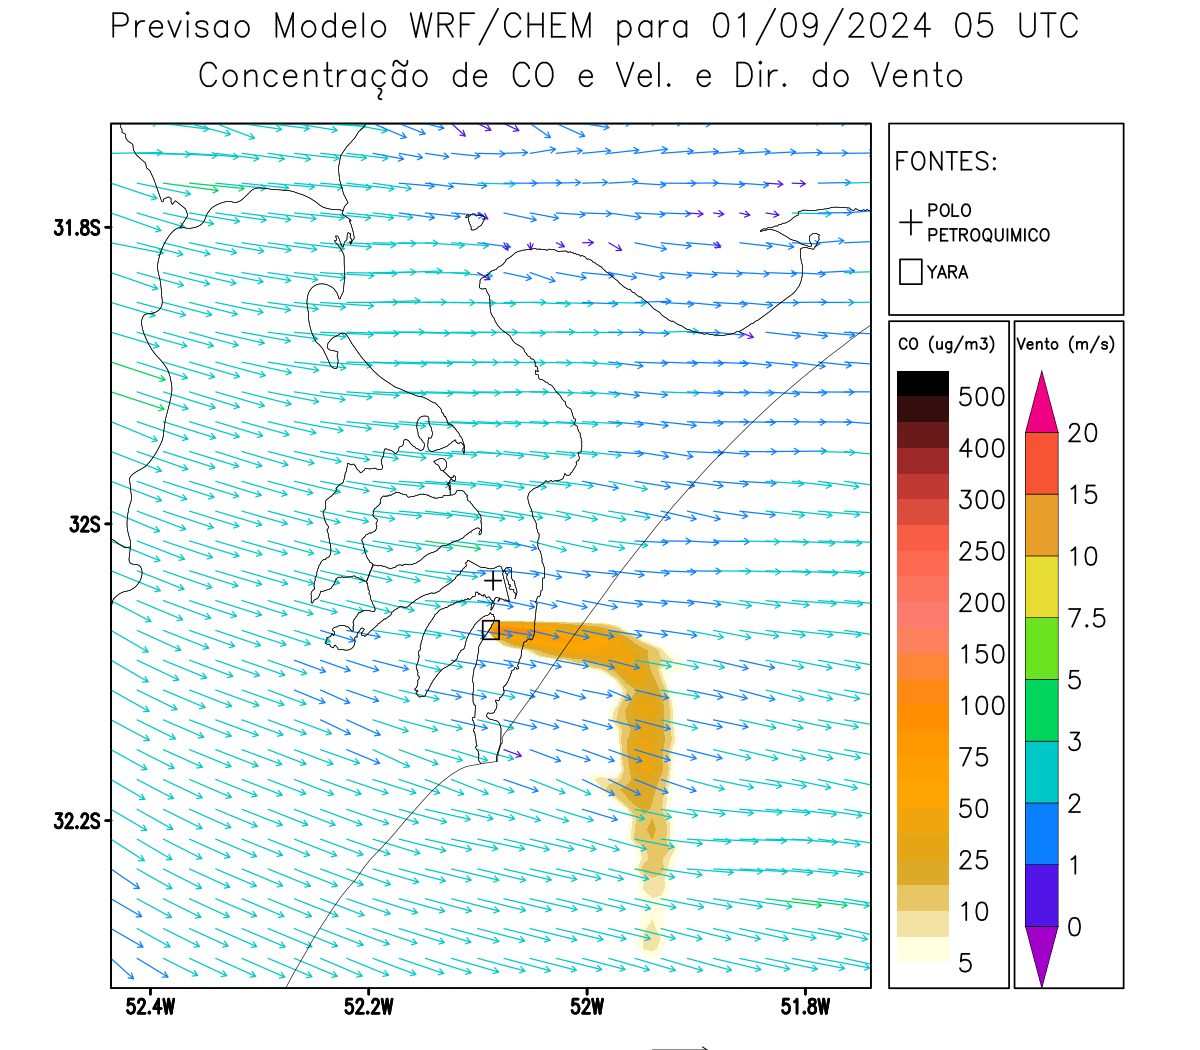 Previsao Modelo WRF/CHEM para 01/09/2024 05 UTC
Concentração de CO e Vel. e Dir. do Vento
FONTES:
POLO
PETROQUIMICO
YARA
31.8S
32S
32.2S
52.4W
52.2W
52W
51.8W
CO (ug/m3)
500
400
300
250
200
150
100
75
50
25
10
5
Vento (m/s)
20
15
10
7.5
5
3
2
1
0